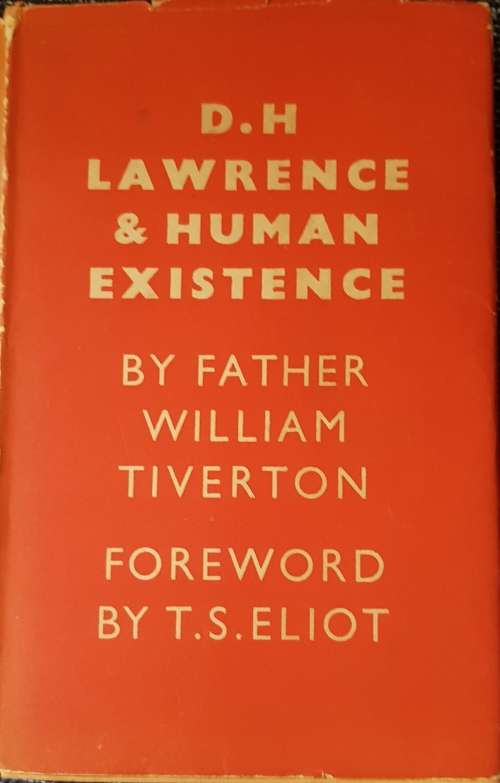 D.H
LAWRENCE
& HUMAN
EXISTENCE
BY FATHER
WILLIAM
TIVERTON
FOREWORD
BY T.S.ELIOT